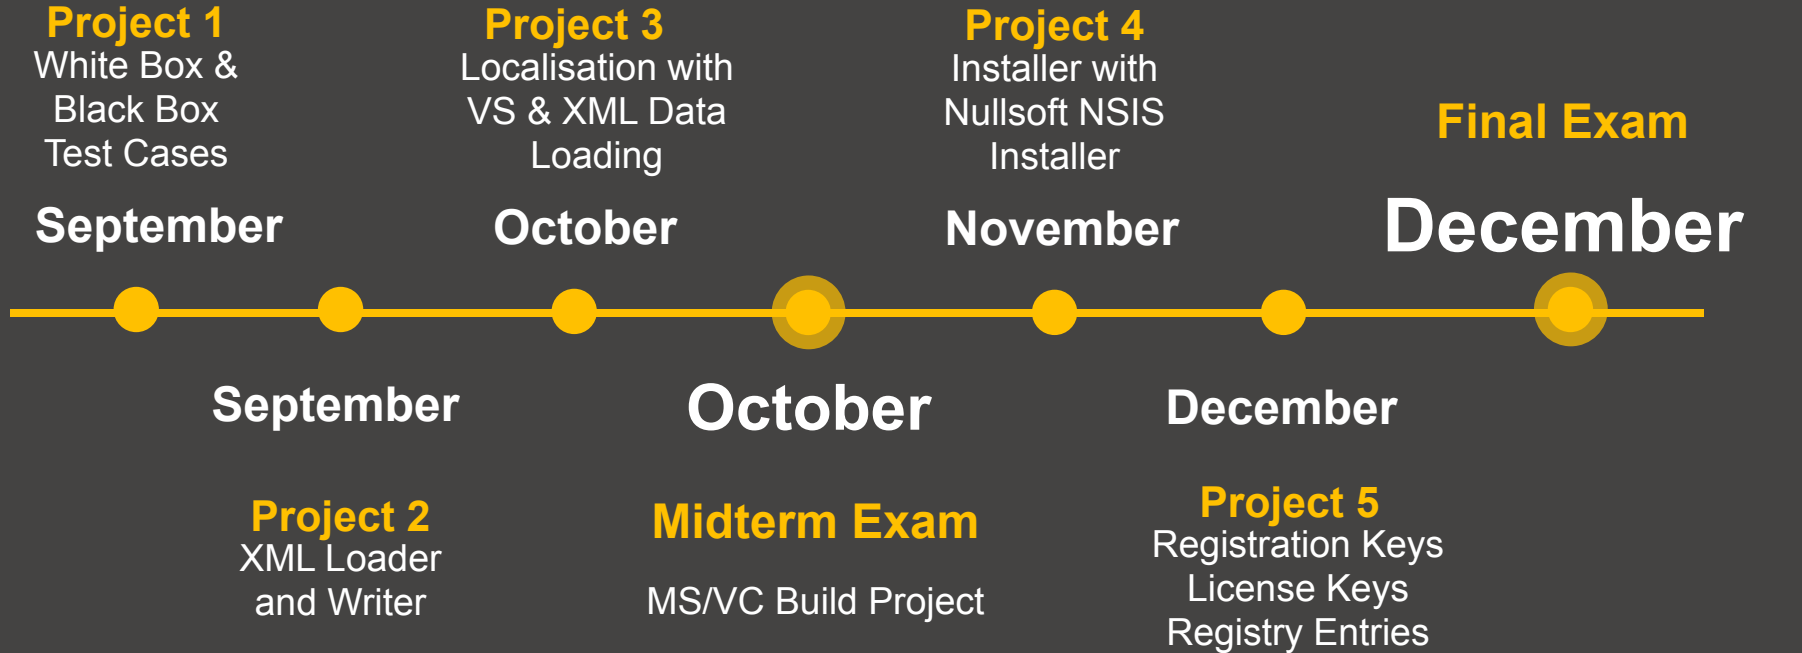 Project 1
White Box &
Black Box
Test Cases
September
Project 3
Localisation with
VS & XML Data
Loading
October
Project 4
Installer with
Nullsoft NSIS
Installer
November
Final Exam
December
September
Project 2
XML Loader
and Writer
October
Midterm Exam
MS/VC Build Project
December
Project 5
Registration Keys
License Keys
Registry Entries